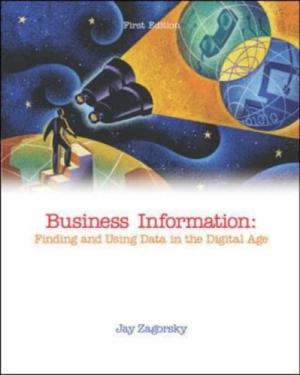 First Edition
Business Information:
Finding and Using Data in the Digital Age
Jay Zagorsky